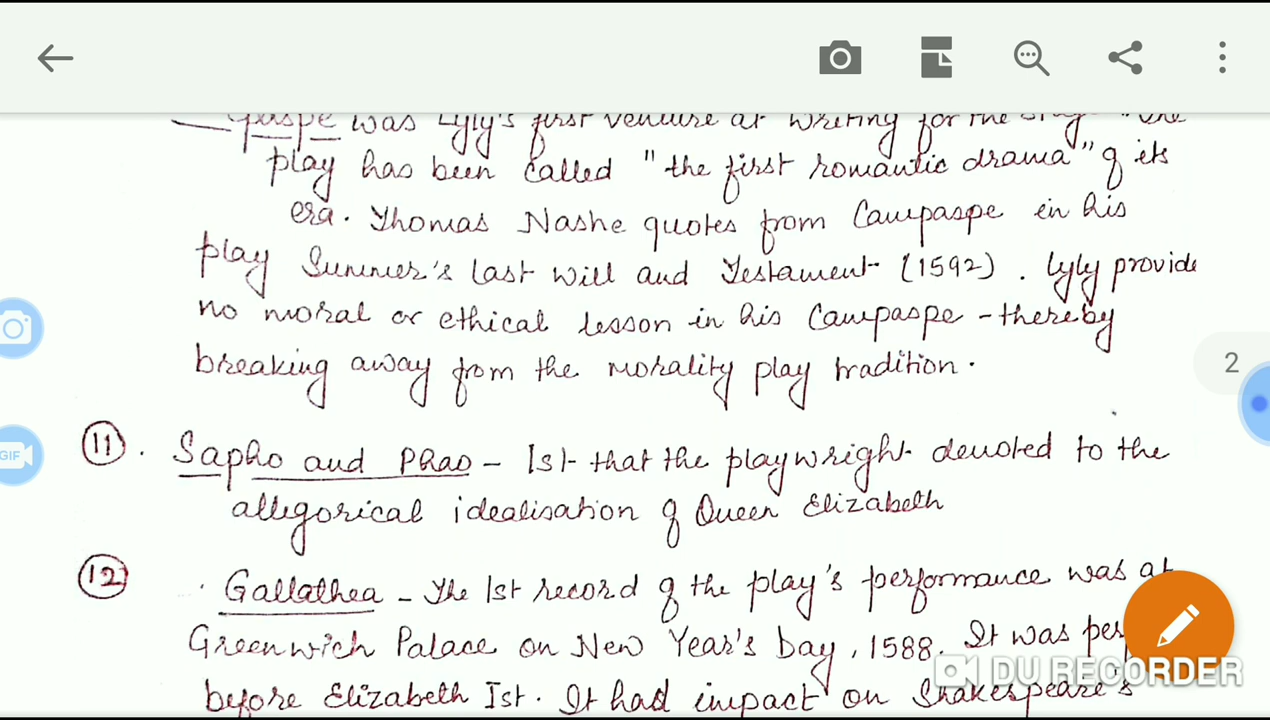 was Lyly's first venture at writing for the
play has been called "the first romantic drama" of its
era. Thomas Nashe quotes from Campaspe in his
play Summer's last will and Testament (1592). Lyly provide
no moral or ethical lesson in his Campaspe - thereby
breaking away from the morality play tradition.
2
GIF
11. Sapho and Phao - Ist that the playwright devoted to the
allegorical idealisation of Queen Elizabeth
12 . Gallathea - The 1st record of the play's performance was at
Greenwich Palace on New Year's day, 1588. It was per
before Elizabeth Ist. It had impact on Shakespeare's
DU RECORDER